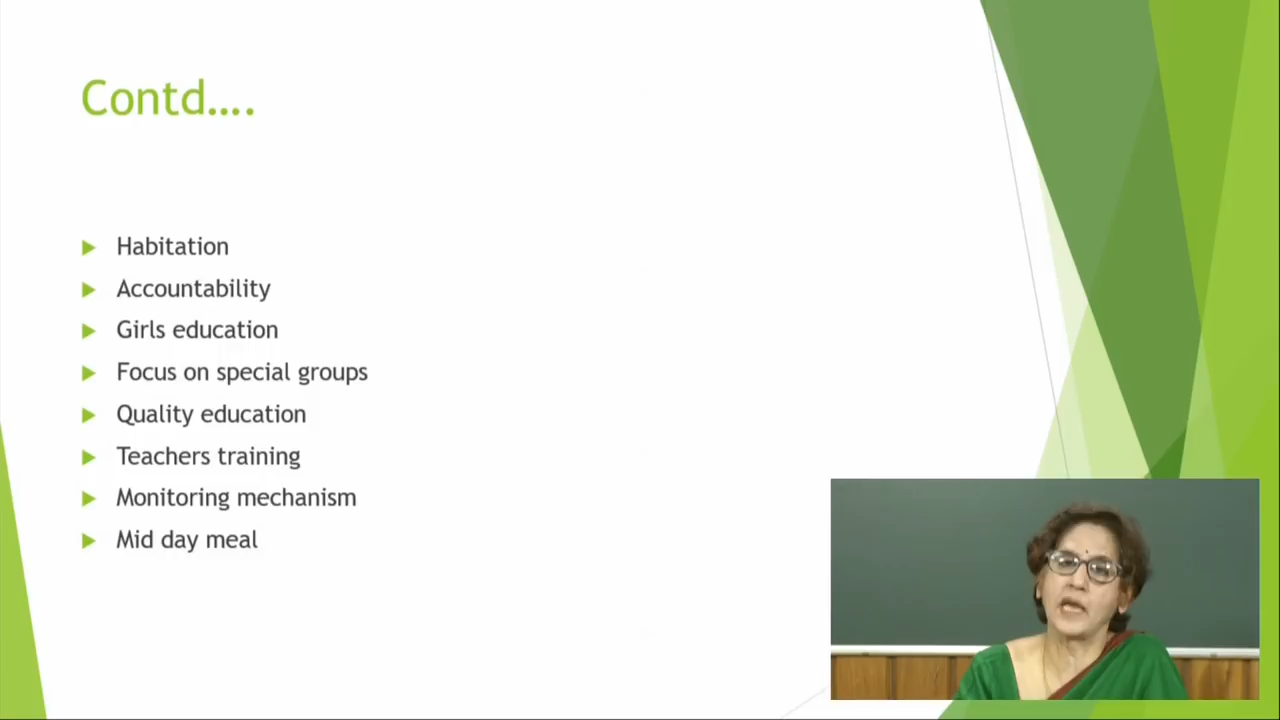 Contd....
Habitation
Accountability
Girls education
Focus on special groups
Quality education
Teachers training
Monitoring mechanism
Mid day meal